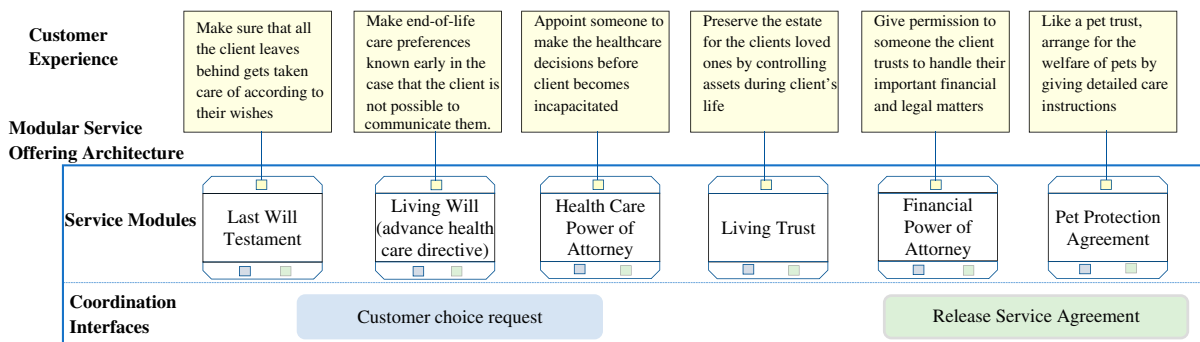 Customer
Experience
Make sure that all
the client leaves
behind gets taken
care of according to
their wishes
Make end-of-life
care preferences
known early in the
case that the client is
not possible to
communicate them.
Appoint someone to
make the healthcare
decisions before
client becomes
incapacitated
Preserve the estate
for the clients loved
ones by controlling
assets during client's
life
Give permission to
someone the client
trusts to handle their
important financial
and legal matters
Like a pet trust,
arrange for the
welfare of pets by
giving detailed care
instructions
Modular Service
Offering Architecture
Service Modules
Last Will
Testament
Living Will
(advance health
care directive)
Health Care
Power of
Attorney
Living Trust
Financial
Power of
Attorney
Pet Protection
Agreement
Coordination
Interfaces
Customer choice request
Release Service Agreement